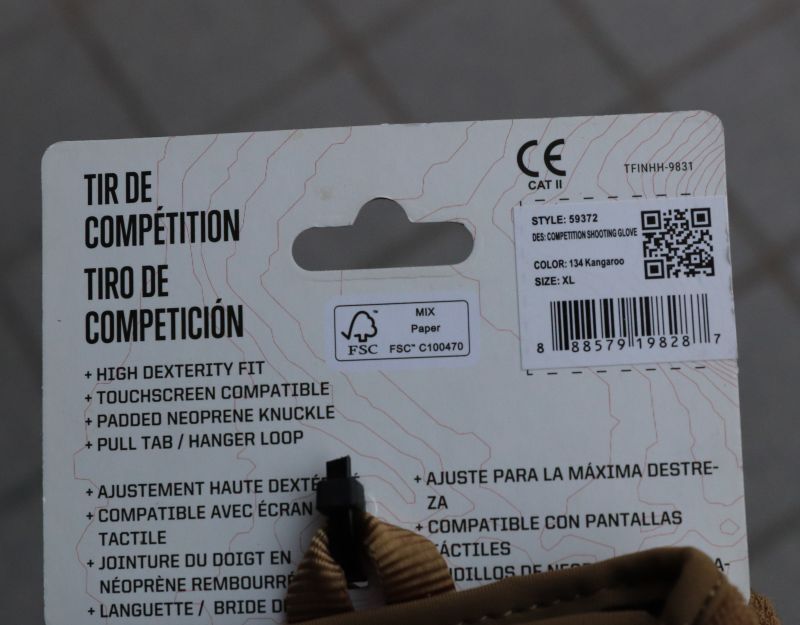 TIR DE
COMPÉTITION
TIRO DE
COMPETICIÓN
+ HIGH DEXTERITY FIT
+ TOUCHSCREEN COMPATIBLE
+ PADDED NEOPRENE KNUCKLE
+ PULL TAB / HANGER LOOP
+ AJUSTEMENT HAUTE
+ COMPATIBLE AVEC ÉCRAN
TACTILE
+ JOINTURE DU DOIGT EN
NÉOPRÈNE REMBOURRÉ
+ LANGUETTE / BRIDE
+ AJUSTE PARA LA MÁXIMA DESTRE-
ZA
+ COMPATIBLE CON PANTALLAS
TÁCTILES
DE
MIX
Paper
FSC
FSC™ C100470
CE
CAT II
TFINHH-9831
STYLE: 59372
DES: COMPETITION SHOOTING GLOVE
COLOR: 134 Kangaroo
SIZE: XL
8 88579 19828 7